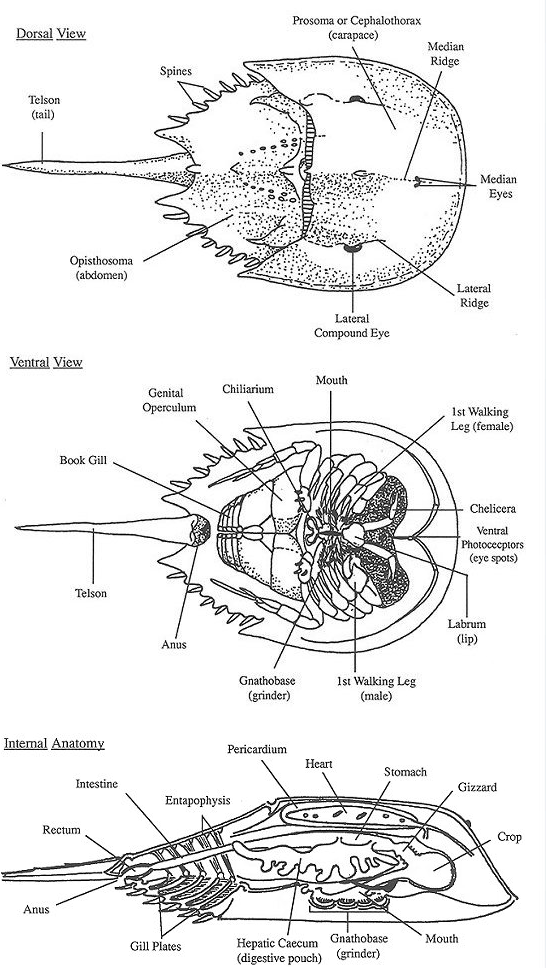 Dorsal View
Prosoma or Cephalothorax
(carapace)
Median
Ridge
Spines
Telson
(tail)
Median
Eyes
Opisthosoma
(abdomen)
Lateral
Ridge
Lateral
Compound Eye
Ventral View
Mouth
Genital
Operculum
Chiliarium
1st Walking
Leg (female)
Book Gill
Chelicera
Ventral
Photoceptors
(eye spots)
Telson
Labrum
(lip)
Anus
Gnathobase
(grinder)
1st Walking Leg
(male)
Internal Anatomy
Pericardium
Heart
Stomach
Intestine
Entapophysis
Gizzard
Rectum
Crop
Anus
Gill Plates
Hepatic Caecum
(digestive pouch)
Gnathobase
(grinder)
Mouth